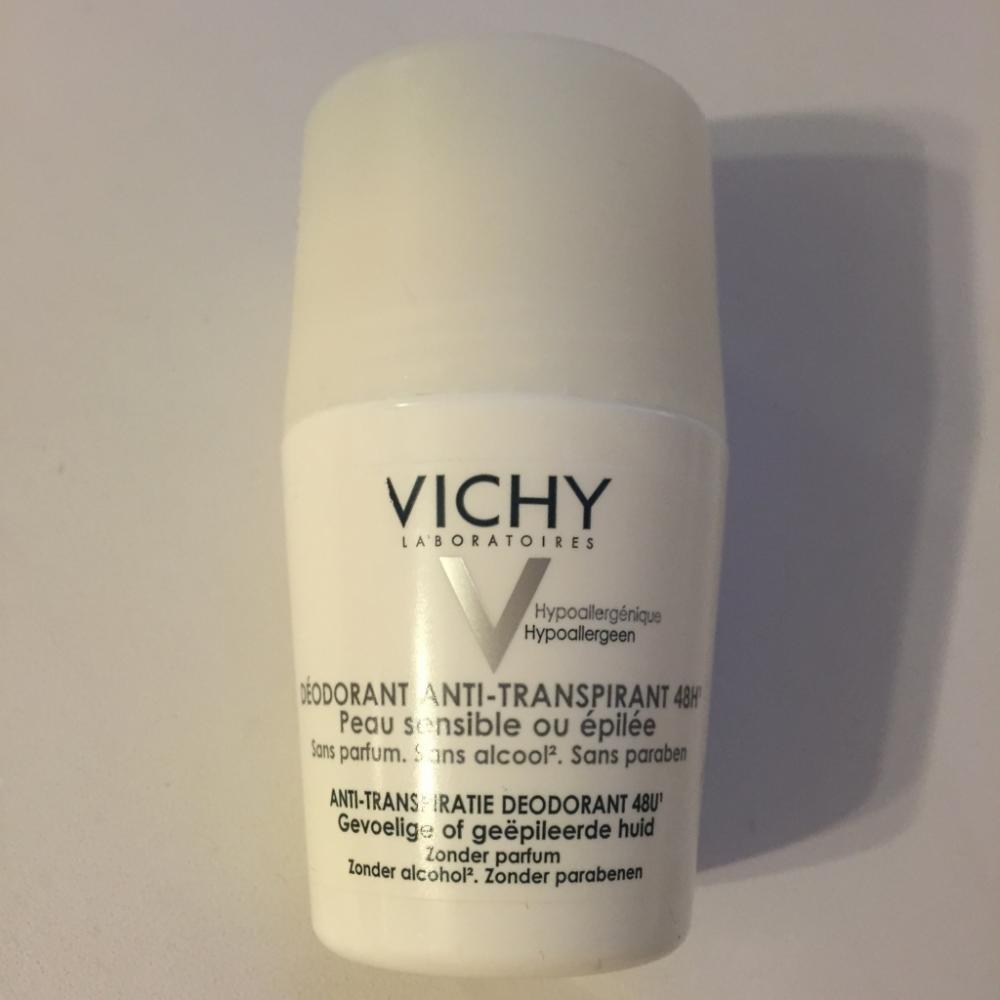 VICHY
LABORATOIRES
Hypoallergénique
Hypoallergeen
DÉODORANT ANTI-TRANSPIRANT 48H¹
Peau sensible ou épilée
Sans parfum. Sans alcool². Sans paraben
ANTI-TRANSPIRATIE DEODORANT 48U¹
Gevoelige of geëpileerde huid
Zonder parfum
Zonder alcohol². Zonder parabenen